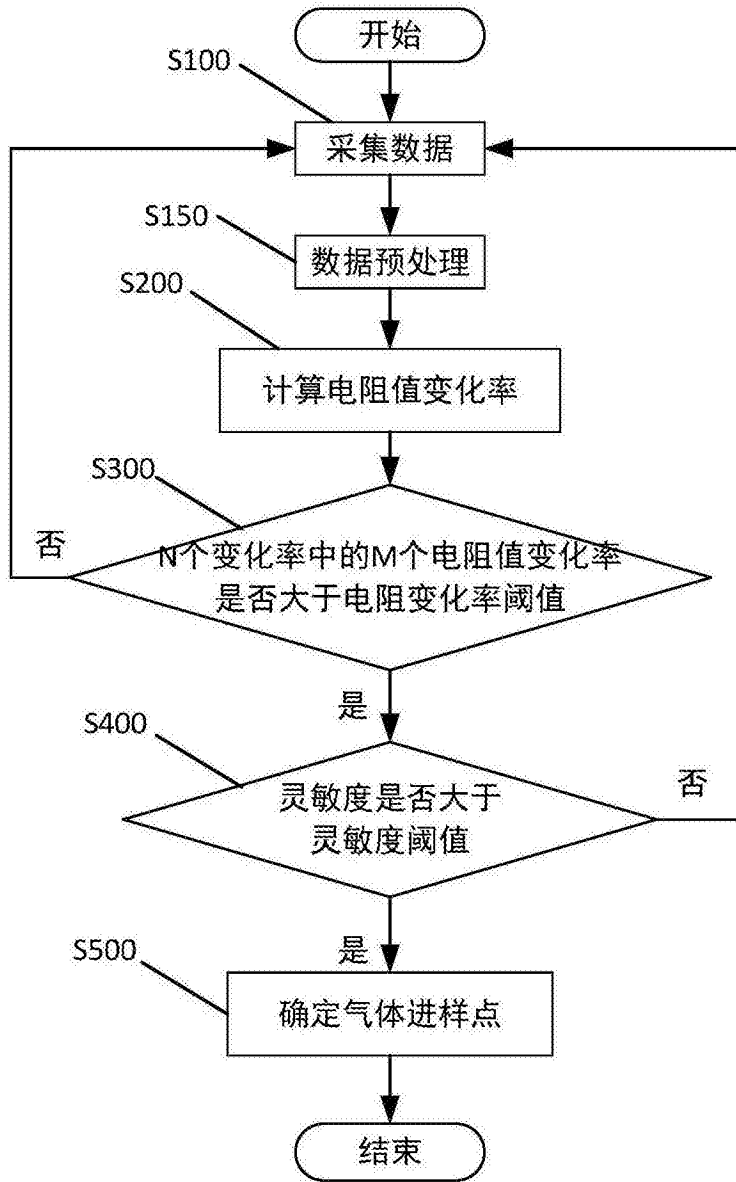 开始
S100
采集数据
S150
数据预处理
S200
计算电阻值变化率
S300
否
N个变化率中的M个电阻值变化率
是否大于电阻变化率阈值
是
S400
否
灵敏度是否大于
灵敏度阈值
是
S500
确定气体进样点
结束